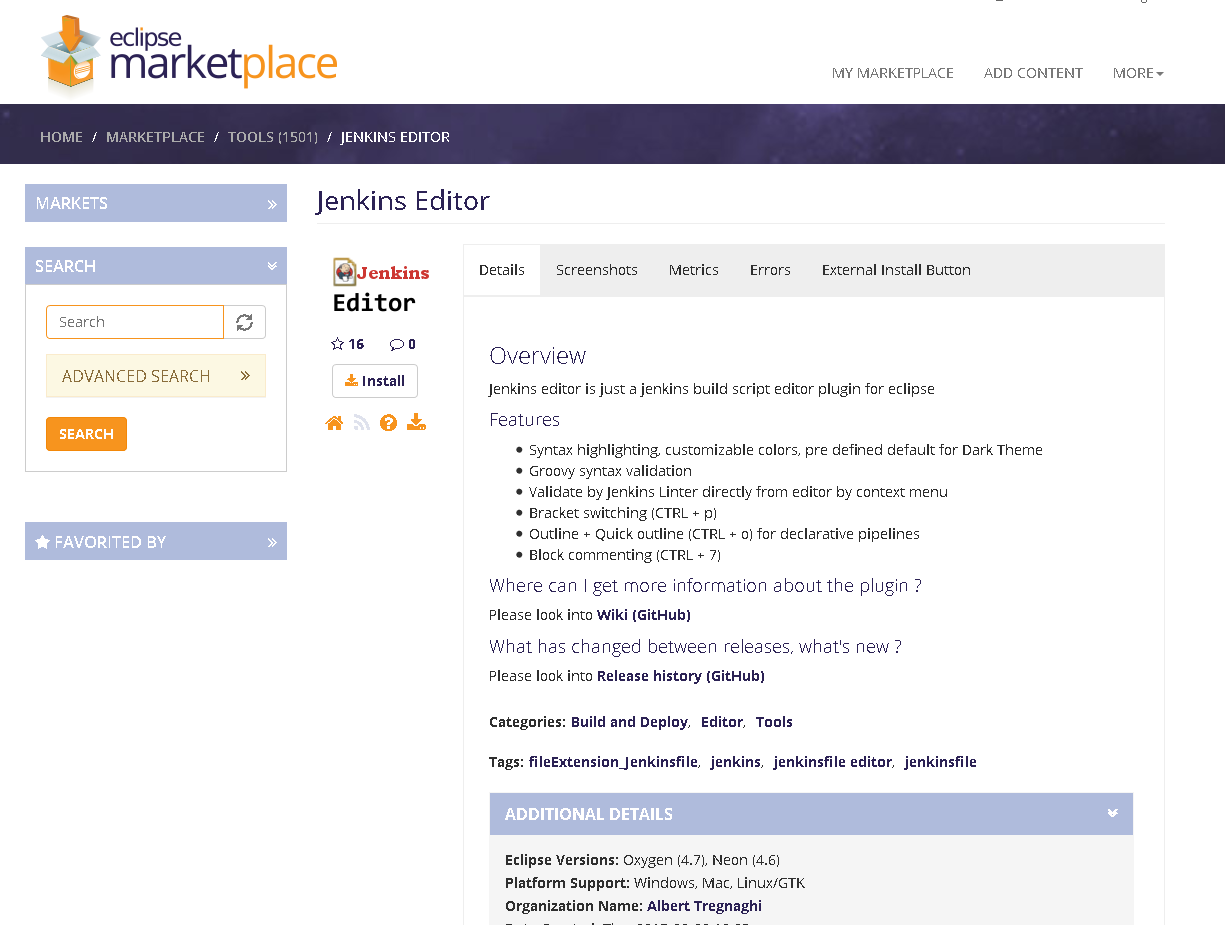 eclipse
marketplace
MY MARKETPLACE ADD CONTENT MORE
HOME / MARKETPLACE / TOOLS (1501) / JENKINS EDITOR
MARKETS
SEARCH
Search
ADVANCED SEARCH
SEARCH
FAVORITED BY
Jenkins Editor
Jenkins
Editor
16 0
Install
Details Screenshots Metrics Errors External Install Button
Overview
Jenkins editor is just a jenkins build script editor plugin for eclipse
Features
• Syntax highlighting, customizable colors, pre defined default for Dark Theme
• Groovy syntax validation
• Validate by Jenkins Linter directly from editor by context menu
• Bracket switching (CTRL + p)
• Outline + Quick outline (CTRL + o) for declarative pipelines
• Block commenting (CTRL + 7)
Where can I get more information about the plugin ?
Please look into Wiki (GitHub)
What has changed between releases, what's new ?
Please look into Release history (GitHub)
Categories: Build and Deploy, Editor, Tools
Tags: fileExtension_Jenkinsfile, jenkins, jenkinsfile editor, jenkinsfile
ADDITIONAL DETAILS
Eclipse Versions: Oxygen (4.7), Neon (4.6)
Platform Support: Windows, Mac, Linux/GTK
Organization Name: Albert Tregnaghi